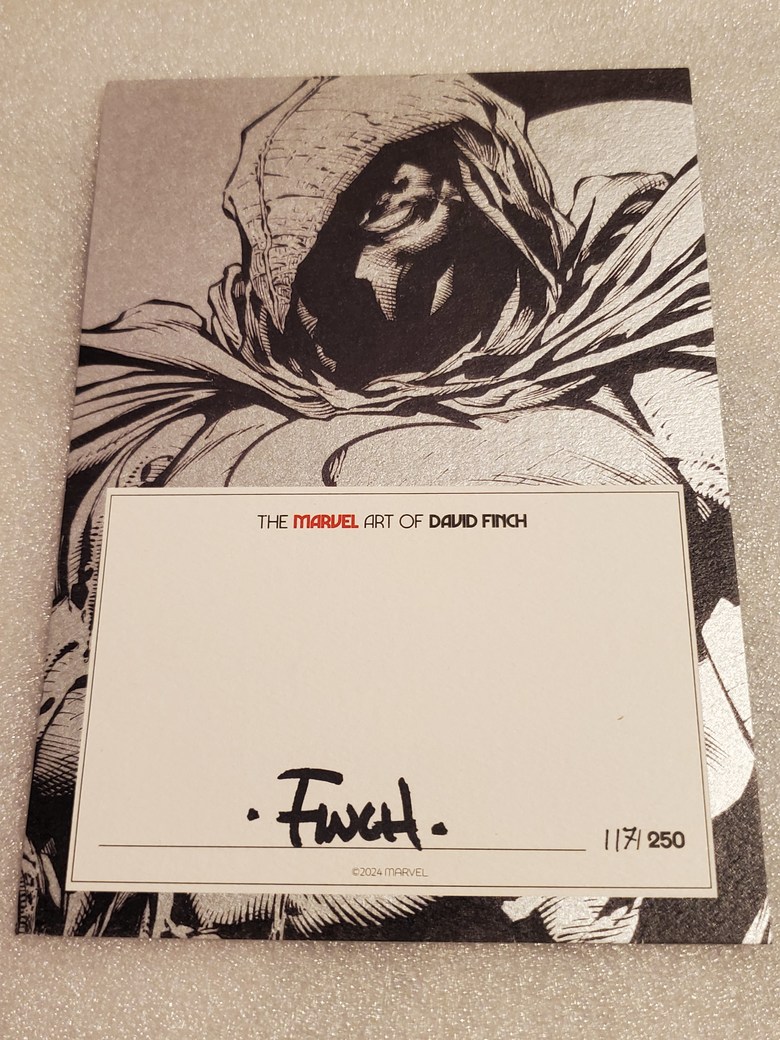 THE MARVEL ART OF DAVID FINCH
· FINCH ·
117/250
©2024 MARVEL